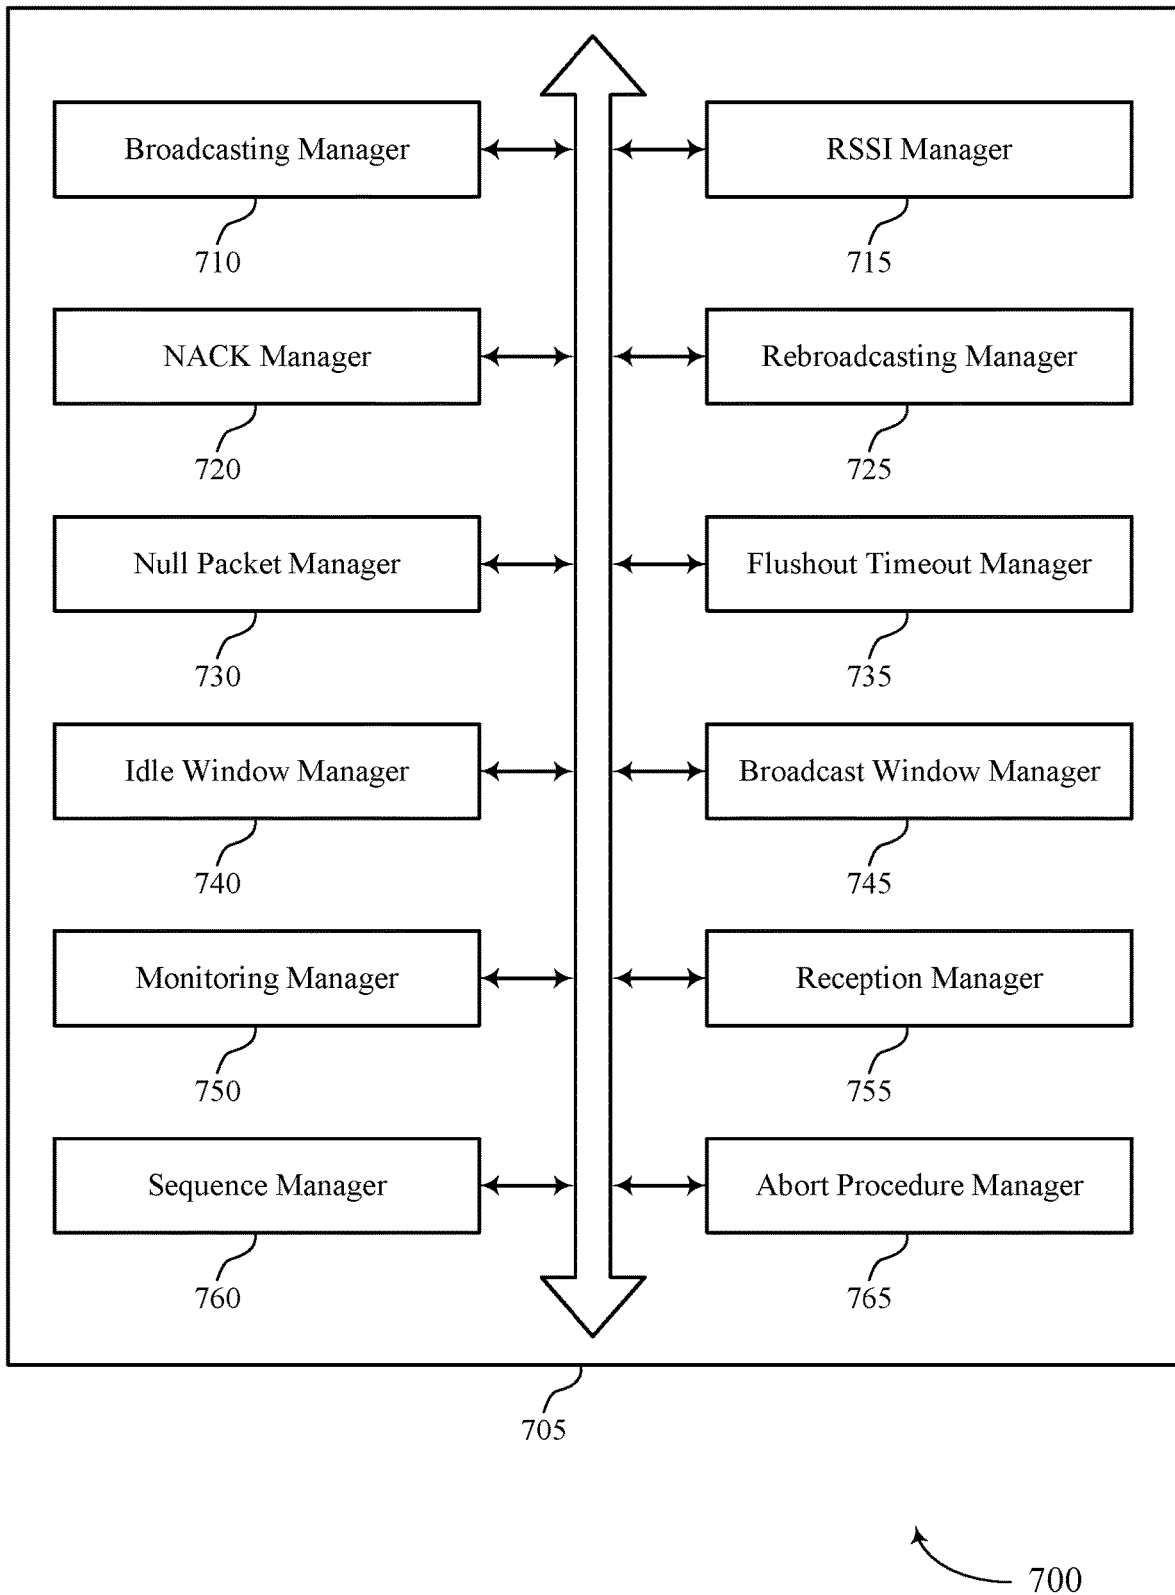 Broadcasting Manager
RSSI Manager
710
715
NACK Manager
Rebroadcasting Manager
720
725
Null Packet Manager
Flushout Timeout Manager
730
735
Idle Window Manager
Broadcast Window Manager
740
745
Monitoring Manager
Reception Manager
750
755
Sequence Manager
Abort Procedure Manager
760
765
705
700